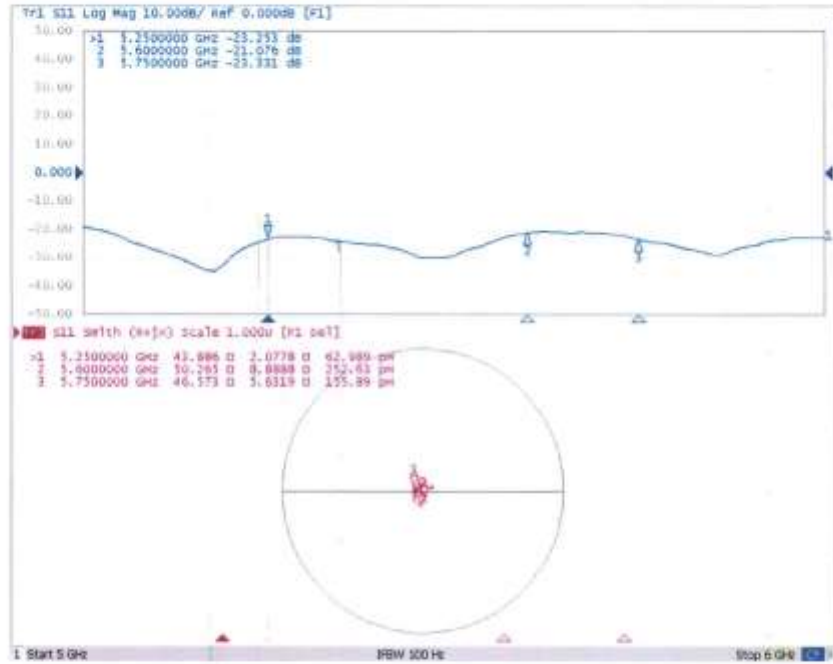 Tr1 S11 Log Mag 10.00dB/ Ref 0.000dB [F1]
50.00
>1 5.2500000 GHz -23.253 dB
2 5.6000000 GHz -21.076 dB
3 5.7500000 GHz -23.331 dB
40.00
30.00
20.00
10.00
0.000
-10.00
-20.00
-30.00
-40.00
-50.00
1
2
3
S11 Smith (R+jX) Scale 1.000U [F1 Del]
>1 5.2500000 GHz 43.886 Ω 2.0778 Ω 62.989 pH
2 5.6000000 GHz 50.265 Ω 8.8888 Ω 252.63 pH
3 5.7500000 GHz 46.573 Ω 5.6319 Ω 155.89 pH
1 Start 5 GHz IFBW 100 Hz Stop 6 GHz